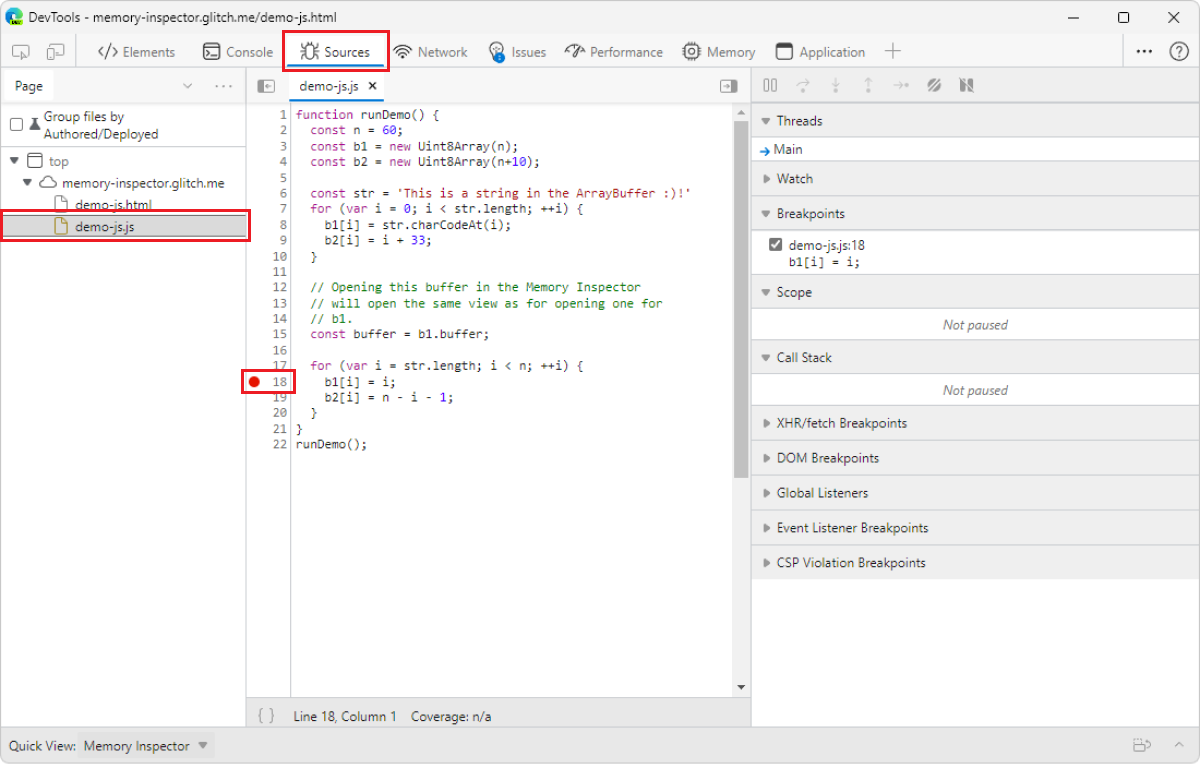 DevTools - memory-inspector.glitch.me/demo-js.html
Elements Console Sources Network Issues Performance Memory Application
Page
demo-js.js
Group files by
Authored/Deployed
top
memory-inspector.glitch.me
demo-js.html
demo-js.js
1 function runDemo() {
2 const n = 60;
3 const b1 = new Uint8Array(n);
4 const b2 = new Uint8Array(n+10);
5
6 const str = 'This is a string in the ArrayBuffer :)!'
7 for (var i = 0; i < str.length; ++i) {
8 b1[i] = str.charCodeAt(i);
9 b2[i] = i + 33;
10 }
11
12 // Opening this buffer in the Memory Inspector
13 // will open the same view as for opening one for
14 // b1.
15 const buffer = b1.buffer;
16
17 for (var i = str.length; i < n; ++i) {
18 b1[i] = i;
19 b2[i] = n - i - 1;
20 }
21 }
22 runDemo();
{ } Line 18, Column 1 Coverage: n/a
Threads
Main
Watch
Breakpoints
demo-js.js:18
b1[i] = i;
Scope
Not paused
Call Stack
Not paused
XHR/fetch Breakpoints
DOM Breakpoints
Global Listeners
Event Listener Breakpoints
CSP Violation Breakpoints
Quick View: Memory Inspector